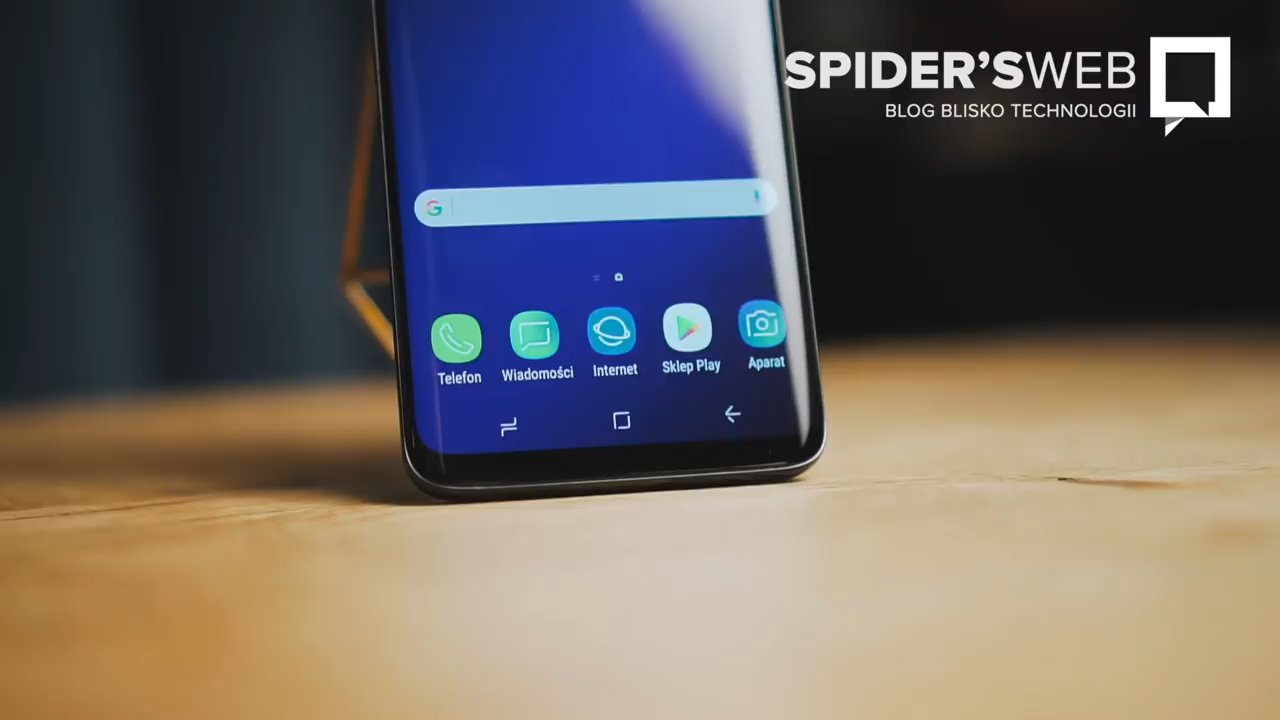 SPIDER'SWEB
BLOG BLISKO TECHNOLOGII
G
Telefon
Wiadomości
Internet
Sklep Play
Aparat